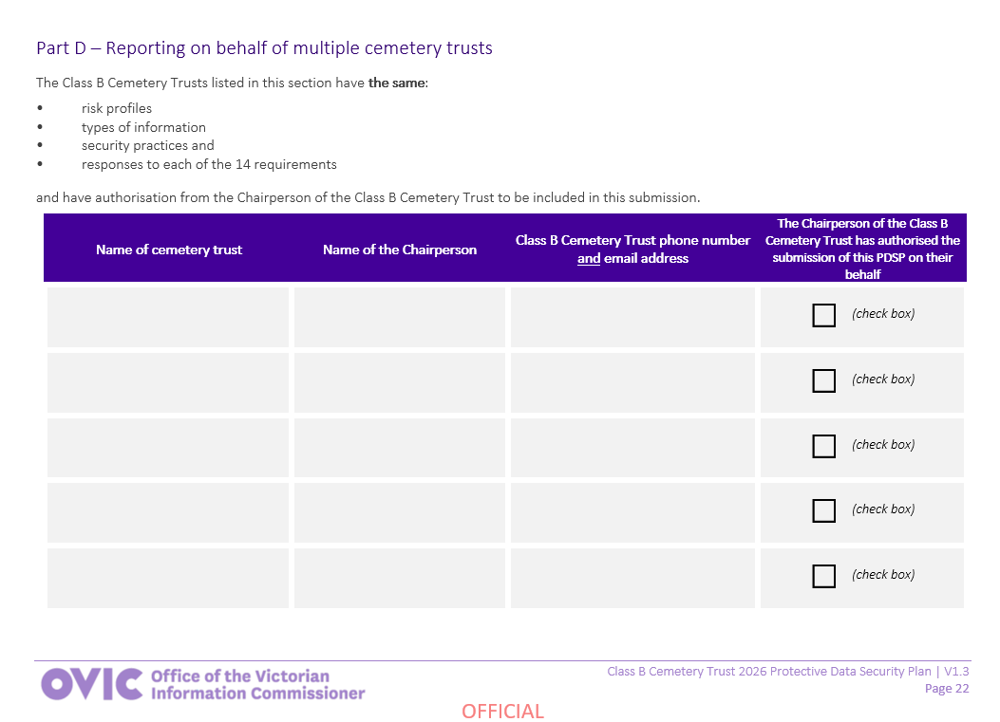 Part D – Reporting on behalf of multiple cemetery trusts
The Class B Cemetery Trusts listed in this section have the same:
• risk profiles
• types of information
• security practices and
• responses to each of the 14 requirements
and have authorisation from the Chairperson of the Class B Cemetery Trust to be included in this submission.
Name of cemetery trust
Name of the Chairperson
Class B Cemetery Trust phone number
and email address
The Chairperson of the Class B
Cemetery Trust has authorised the
submission of this PDSP on their
behalf
(check box)
(check box)
(check box)
(check box)
(check box)
OVIC Office of the Victorian
Information Commissioner
Class B Cemetery Trust 2026 Protective Data Security Plan | V1.3
Page 22
OFFICIAL